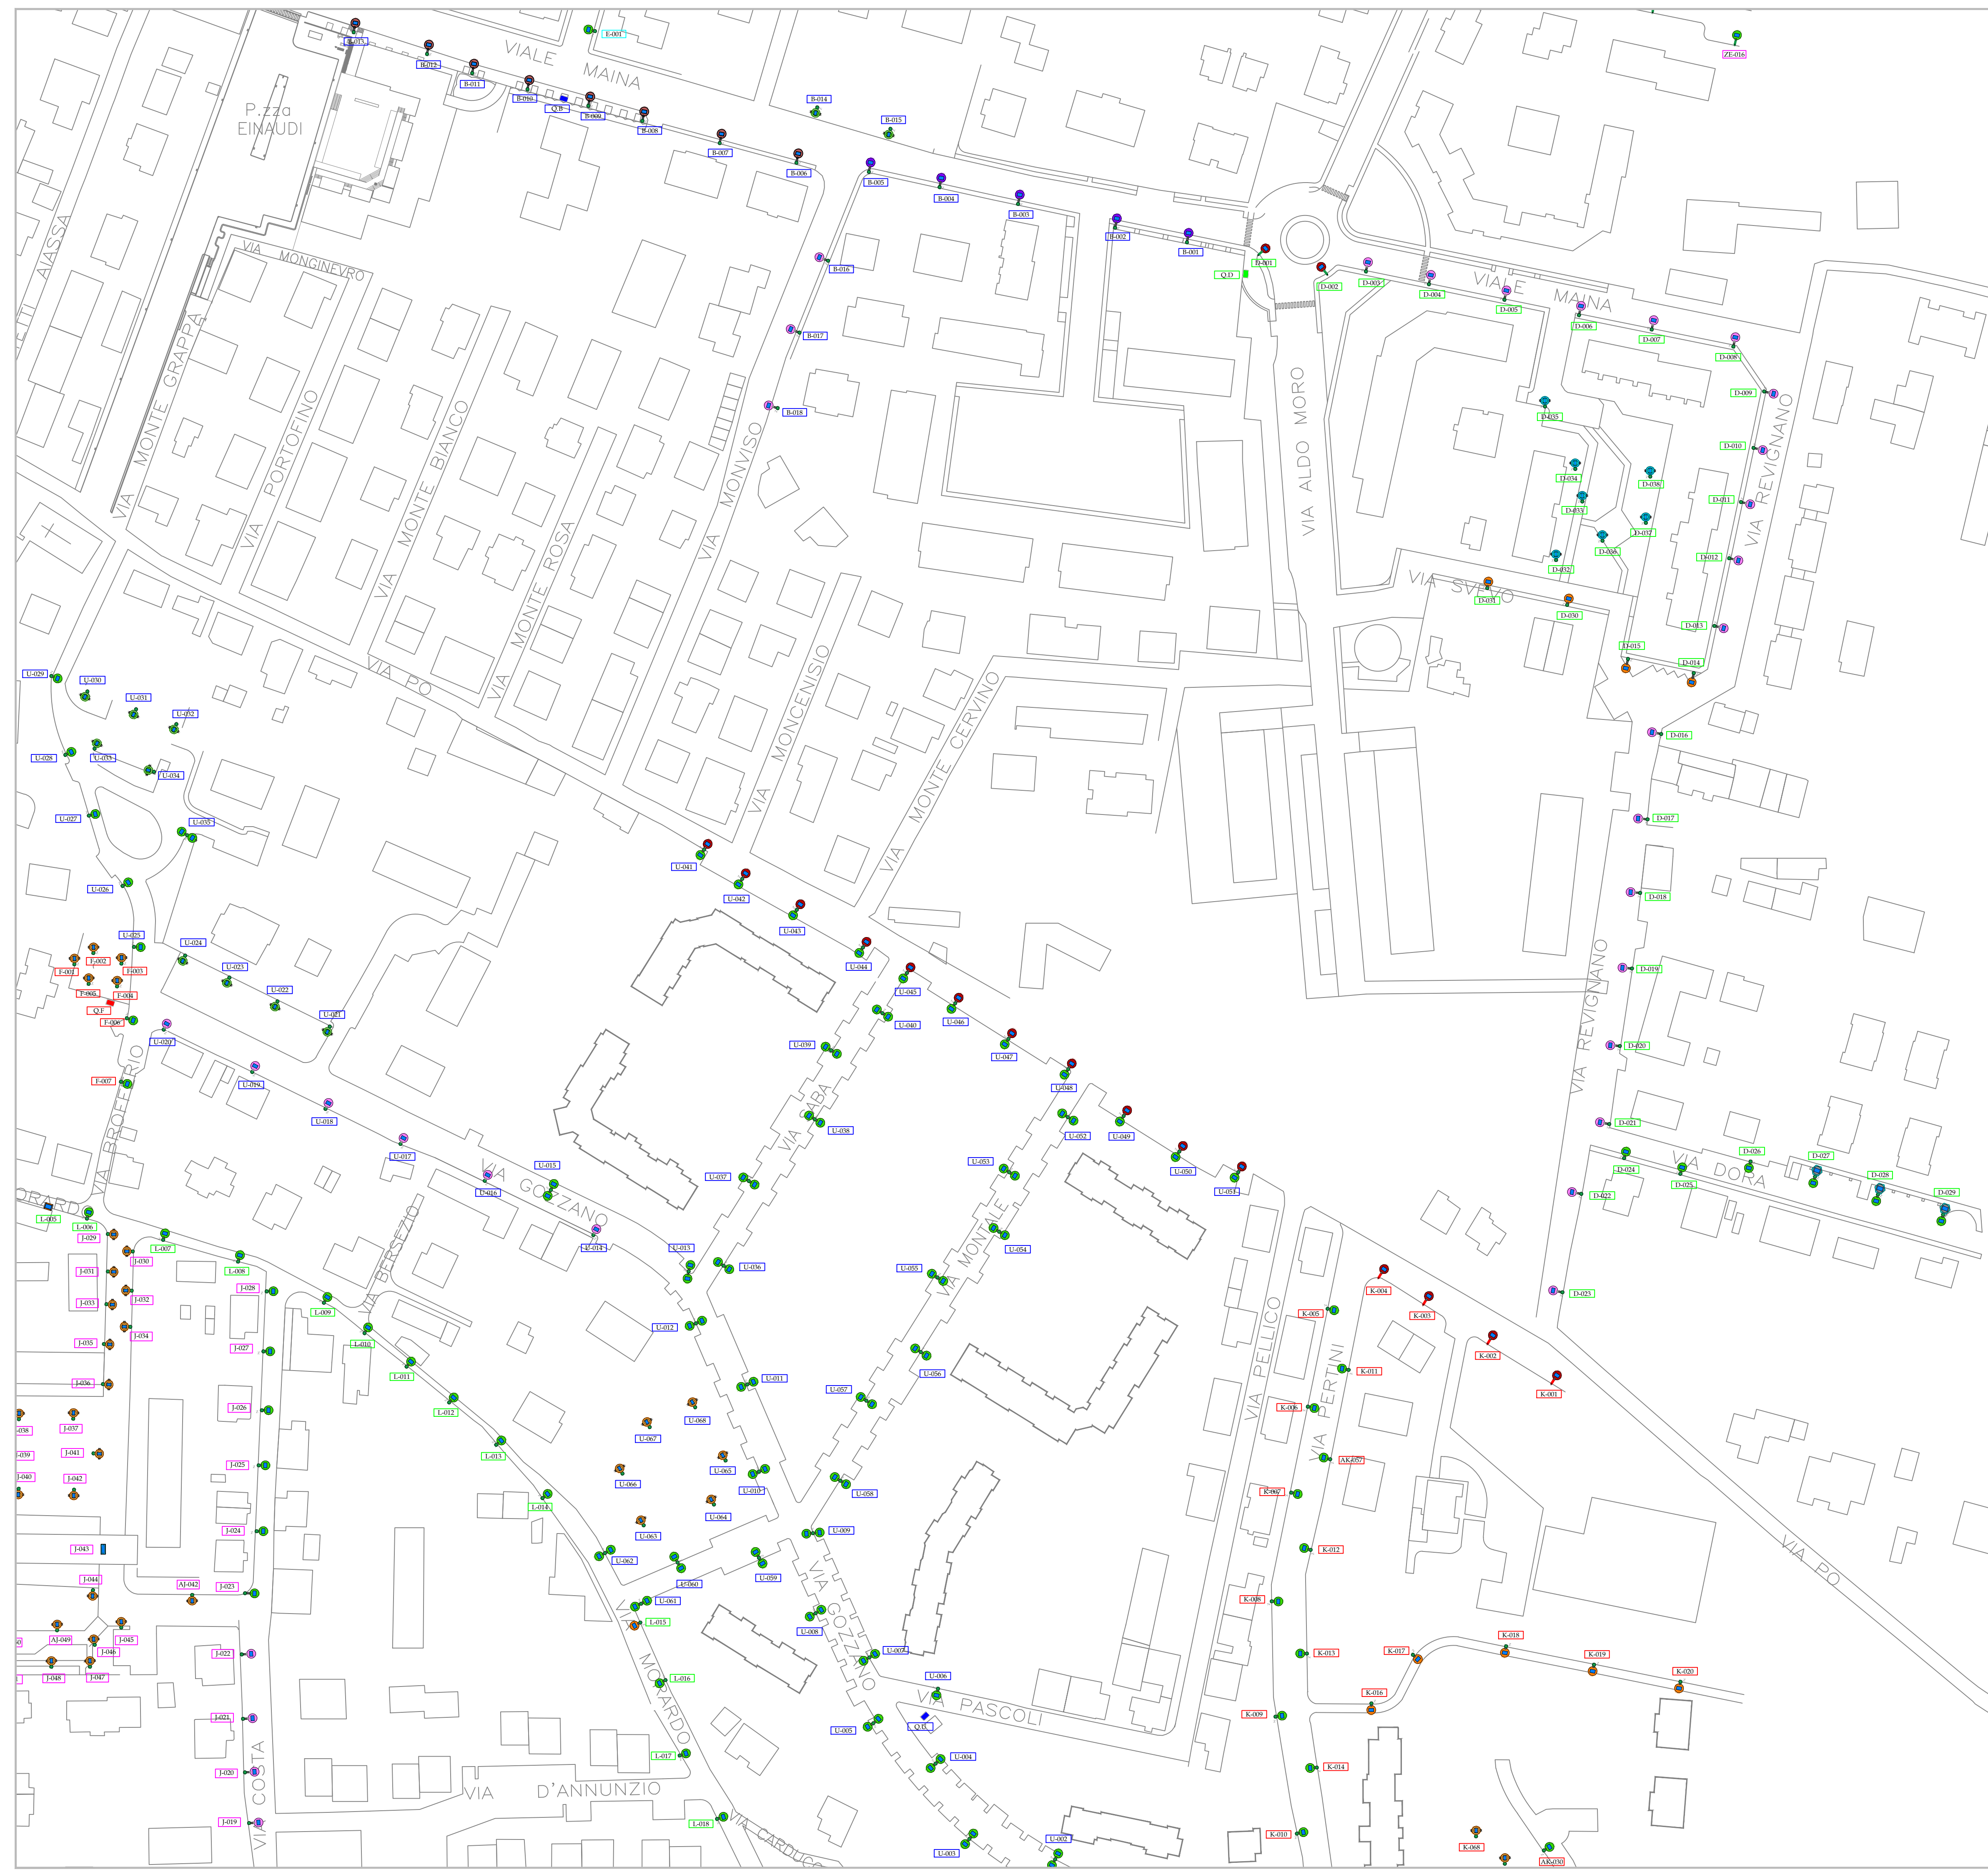 B-013
E-001
ZE-016
VIALE MAINA
B-012
B-011
B-010
Q.B
B-009
B-008
B-014
B-015
P.zza
EINAUDI
B-007
B-006
B-005
B-004
B-003
B-002
B-001
D-001
Q.D
D-002
D-003
D-004
D-005
VIALE MAINA
D-006
D-007
D-008
D-009
VIA MONGINEVRO
B-016
B-017
B-018
VIA MONTE GRAPPA
VIA PORTOFINO
VIA MONTE BIANCO
VIA MONTE ROSA
VIA MONVISO
VIA ALDO MORO
VIA REVIGNANO
D-035
D-010
D-034
D-038
D-011
D-033
D-037
D-036
D-032
D-012
VIA SVEVO
D-031
D-030
D-013
D-015
D-014
VIA PO
VIA MONCENISIO
VIA MONTE CERVINO
U-029
U-030
U-031
U-032
U-028
U-033
U-034
D-016
U-027
U-035
D-017
U-041
U-026
U-042
D-018
U-043
U-025
U-024
U-044
F-002
F-001
F-003
U-023
D-019
U-045
F-005
F-004
U-022
Q.F
U-046
F-006
U-021
U-040
U-020
U-039
U-047
D-020
VIA REVIGNANO
F-007
U-019
U-048
VIA BROFFERIO
U-018
VIA SABA
U-038
U-052
U-049
D-021
U-017
U-050
U-015
U-053
D-026
D-024
D-027
VIA DORA
D-025
D-028
D-029
U-037
U-016
VIA GOZZANO
U-051
D-022
L-005
L-006
J-029
L-007
U-014
U-013
U-054
VIA MONTALE
J-030
L-008
VIA BERSEZIO
U-036
U-055
J-031
J-028
K-004
D-023
J-032
J-033
L-009
K-003
K-005
U-012
J-034
J-035
L-010
J-027
K-002
VIA PELLICO
VIA PERTINI
L-011
U-056
K-011
J-036
U-011
K-001
U-057
L-012
J-026
K-006
U-068
J-037
U-067
J-041
L-013
AK-057
J-025
U-065
U-066
J-042
U-010
U-058
K-007
L-014
U-064
J-024
U-063
U-009
J-043
U-062
K-012
VIA PO
U-059
U-060
J-044
AJ-042
J-023
U-061
K-008
L-015
J-045
AJ-049
U-008
VIA GOZZANO
K-018
J-046
J-022
U-007
K-013
K-017
K-019
J-048
J-047
L-016
U-006
K-020
VIA MORARDO
VIA PASCOLI
K-016
J-021
U-005
Q.U
K-009
L-017
U-004
J-020
K-014
VIA D'ANNUNZIO
VIA COSTA
J-019
L-018
VIA CARDUCC
K-010
U-002
U-003
K-068
AK-030